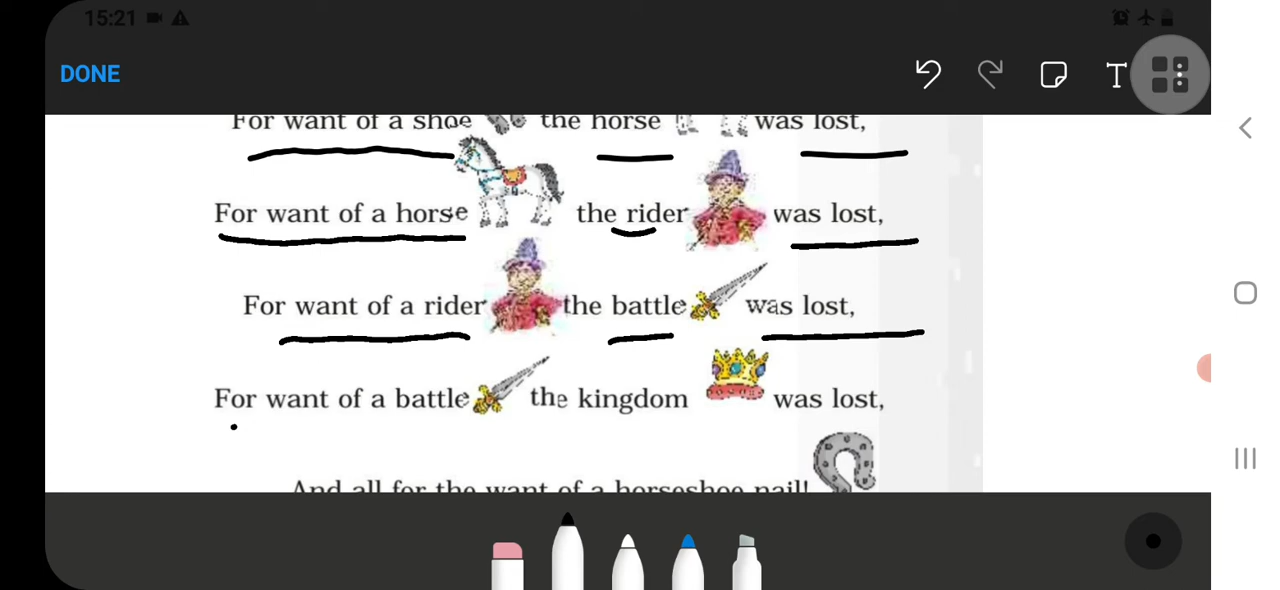 15:21
DONE
T
For want of a shoe the horse was lost,
For want of a horse the rider was lost,
For want of a rider the battle was lost,
For want of a battle the kingdom was lost,
And all for the want of a horseshoe nail!